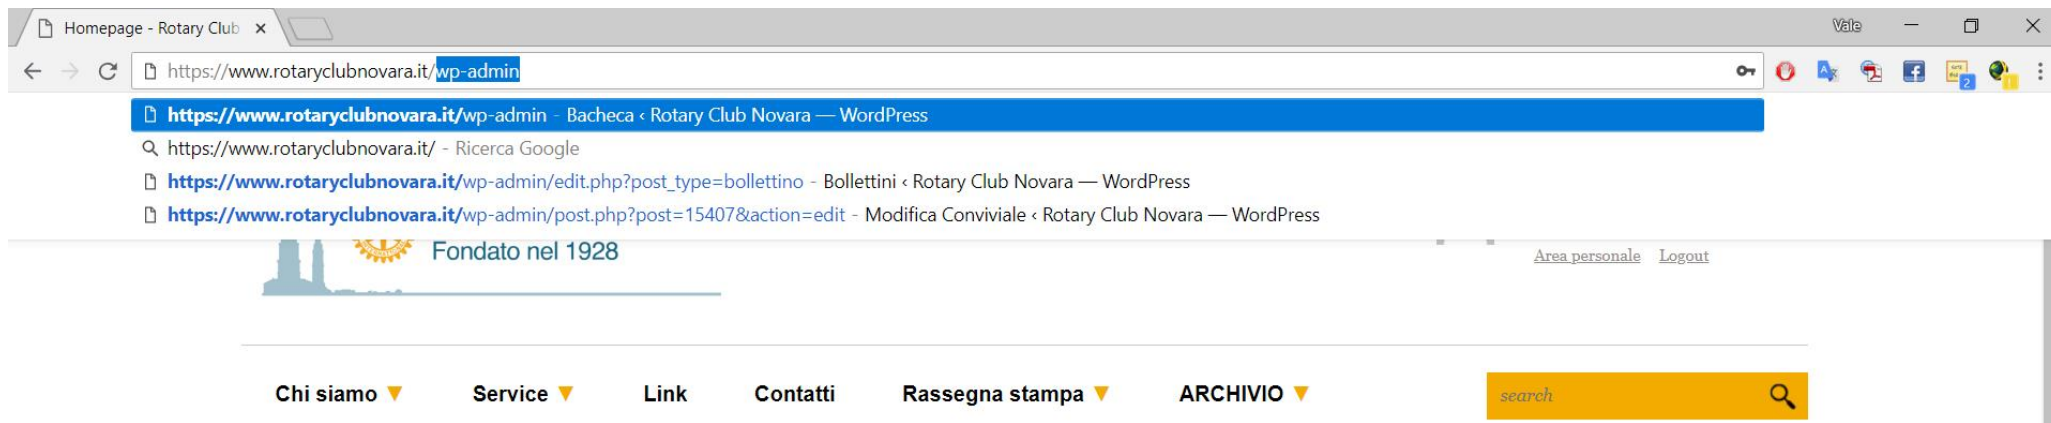 Homepage - Rotary Club
Vale
https://www.rotaryclubnovara.it/wp-admin
2
1
https://www.rotaryclubnovara.it/wp-admin - Bacheca ‹ Rotary Club Novara — WordPress
https://www.rotaryclubnovara.it/ - Ricerca Google
https://www.rotaryclubnovara.it/wp-admin/edit.php?post_type=bollettino - Bollettini ‹ Rotary Club Novara — WordPress
https://www.rotaryclubnovara.it/wp-admin/post.php?post=15407&action=edit - Modifica Conviviale ‹ Rotary Club Novara — WordPress
Fondato nel 1928
Area personale Logout
Chi siamo Service Link Contatti Rassegna stampa ARCHIVIO search